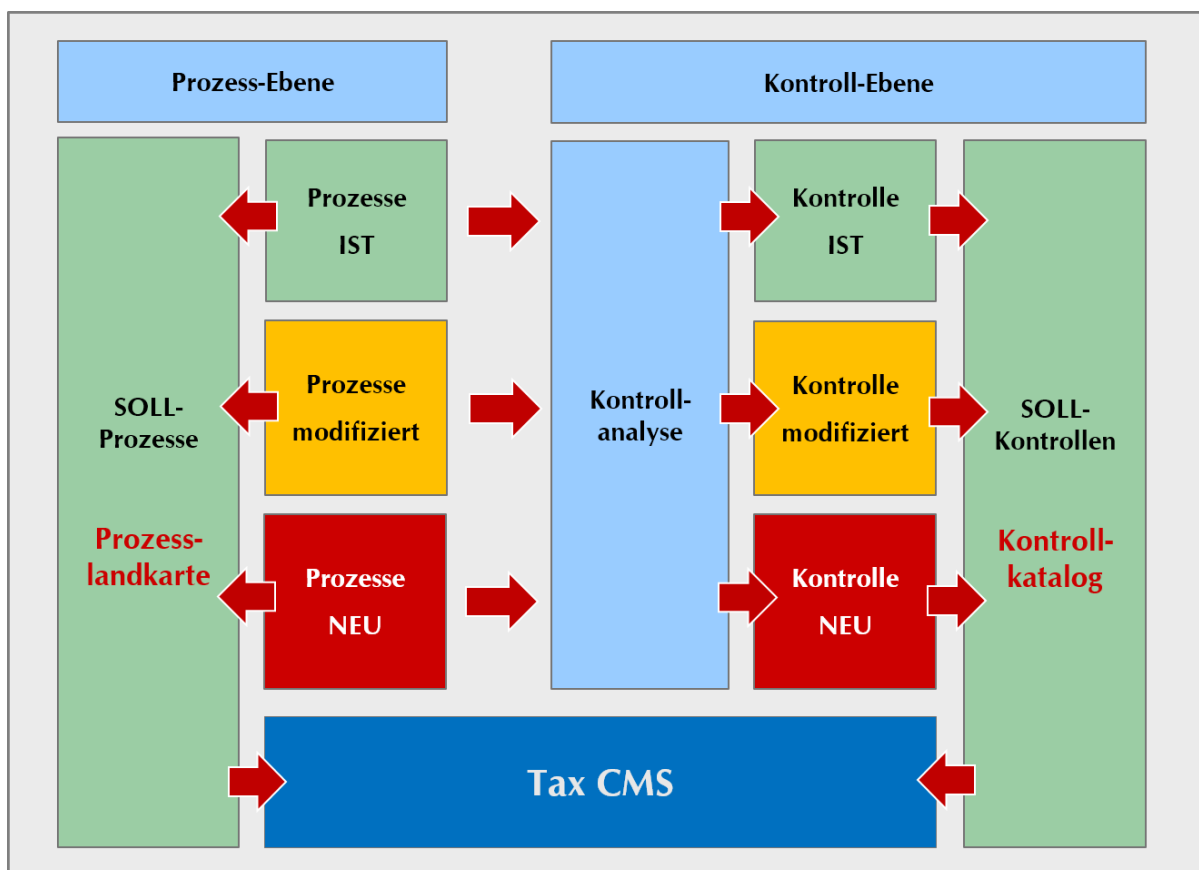 Prozess-Ebene
Kontroll-Ebene
SOLL-
Prozesse
Prozess-
landkarte
Prozesse
IST
Prozesse
modifiziert
Prozesse
NEU
Kontroll-
analyse
Kontrolle
IST
Kontrolle
modifiziert
Kontrolle
NEU
SOLL-
Kontrollen
Kontroll-
katalog
Tax CMS